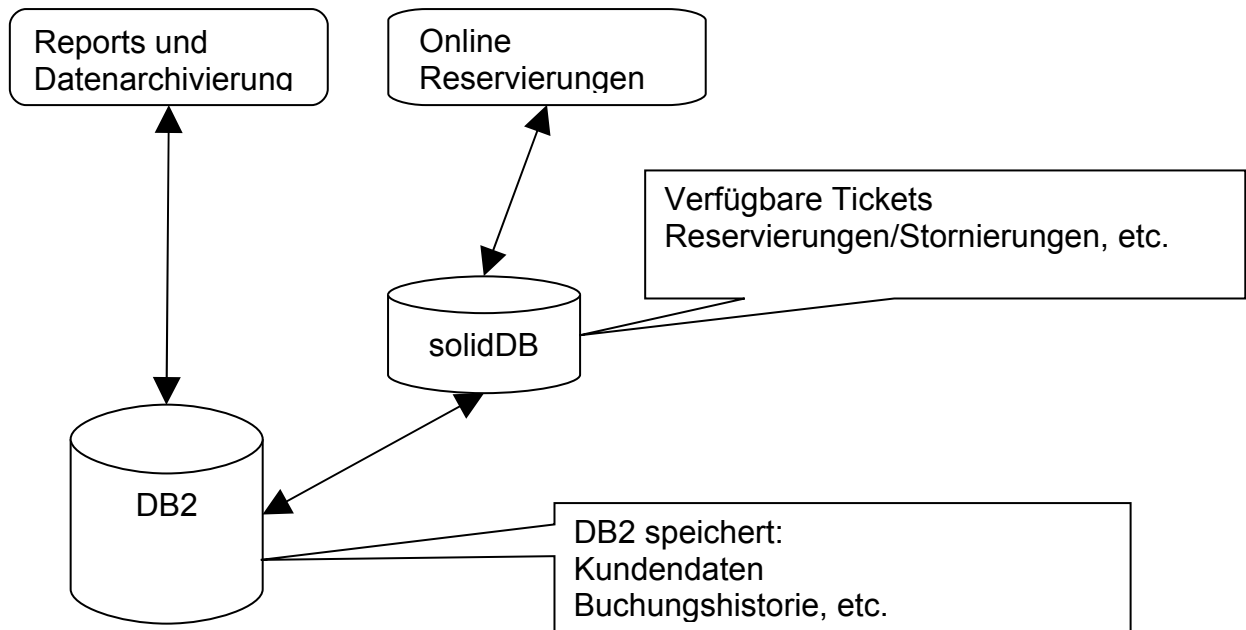 Reports und
Datenarchivierung
Online
Reservierungen
Verfügbare Tickets
Reservierungen/Stornierungen, etc.
solidDB
DB2
DB2 speichert:
Kundendaten
Buchungshistorie, etc.